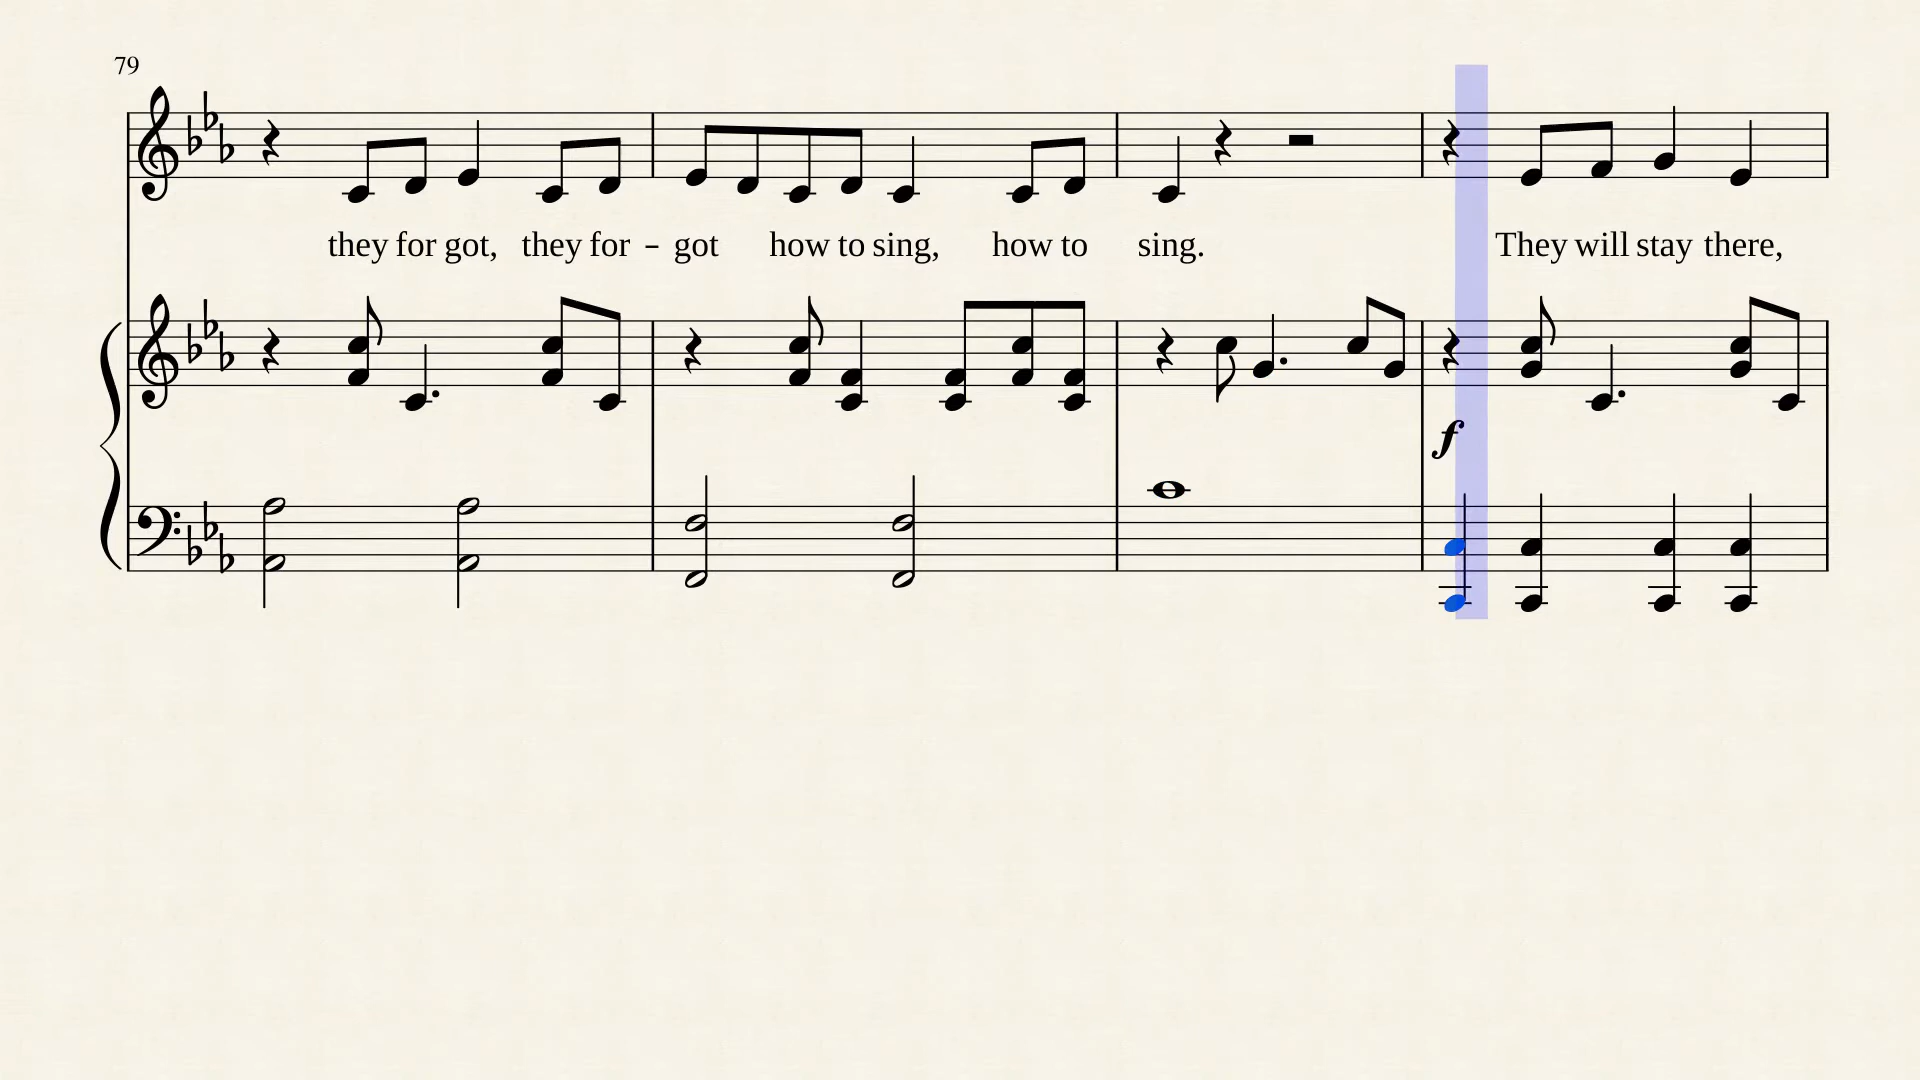 79
they for got, they for – got how to sing, how to sing. They will stay there,
f